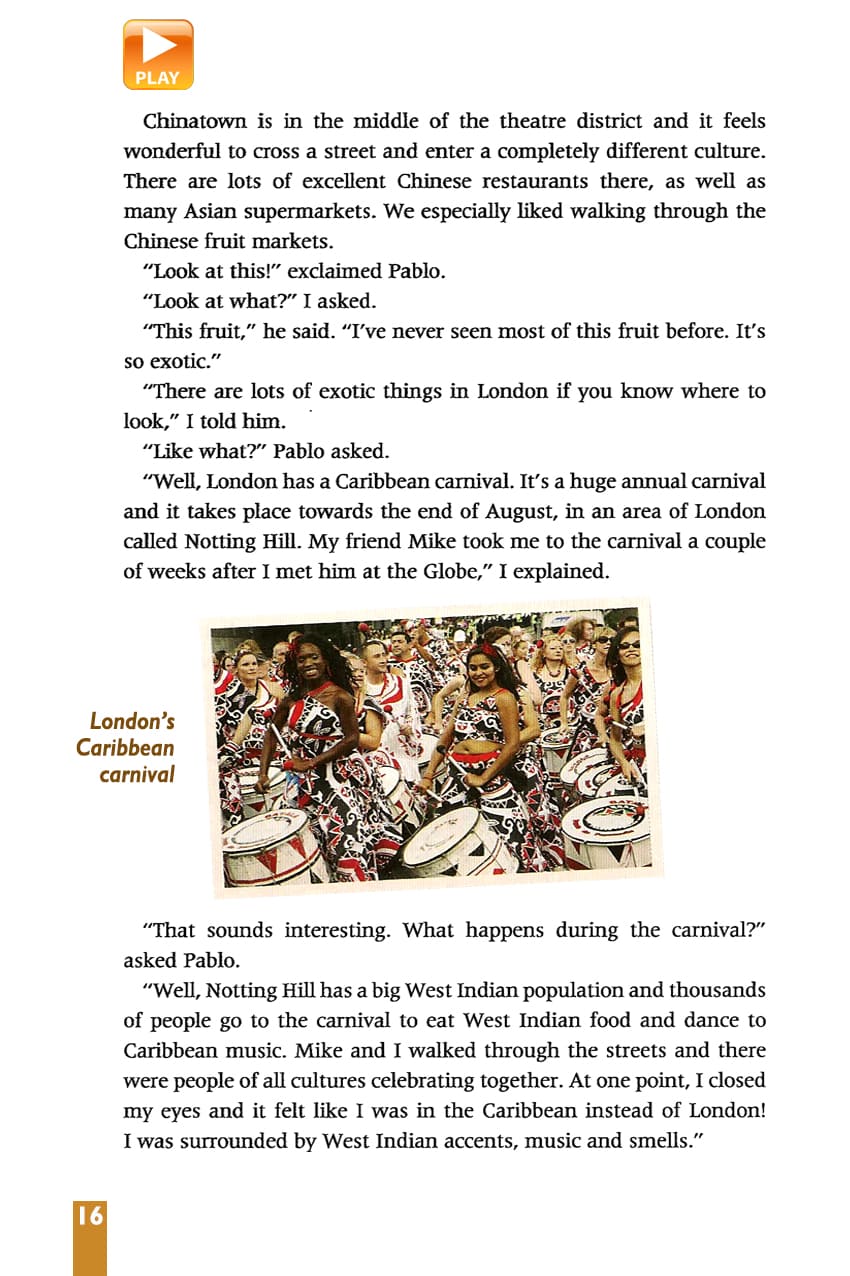 PLAY
Chinatown is in the middle of the theatre district and it feels
wonderful to cross a street and enter a completely different culture.
There are lots of excellent Chinese restaurants there, as well as
many Asian supermarkets. We especially liked walking through the
Chinese fruit markets.
“Look at this!” exclaimed Pablo.
“Look at what?” I asked.
“This fruit,” he said. “I’ve never seen most of this fruit before. It’s
so exotic.”
“There are lots of exotic things in London if you know where to
look,” I told him.
“Like what?” Pablo asked.
“Well, London has a Caribbean carnival. It’s a huge annual carnival
and it takes place towards the end of August, in an area of London
called Notting Hill. My friend Mike took me to the carnival a couple
of weeks after I met him at the Globe,” I explained.
London’s
Caribbean
carnival
“That sounds interesting. What happens during the carnival?”
asked Pablo.
“Well, Notting Hill has a big West Indian population and thousands
of people go to the carnival to eat West Indian food and dance to
Caribbean music. Mike and I walked through the streets and there
were people of all cultures celebrating together. At one point, I closed
my eyes and it felt like I was in the Caribbean instead of London!
I was surrounded by West Indian accents, music and smells.”
16